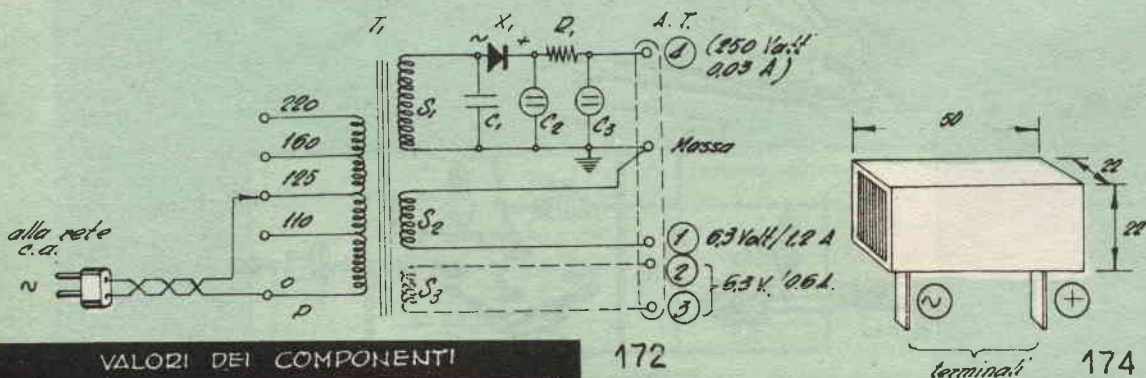 T₁
X₁
R₁
A.T.
~
+
4
(250 Volt
0,03 A)
220
160
125
110
0
P
S₁
C₁
C₂
C₃
Massa
alla rete
c.a.
~
S₂
S₃
1
6,3 Volt/1,2 A
2
6,3 V. 0,6 A.
3
50
22
22
~
+
terminali
VALORI DEI COMPONENTI
172
174